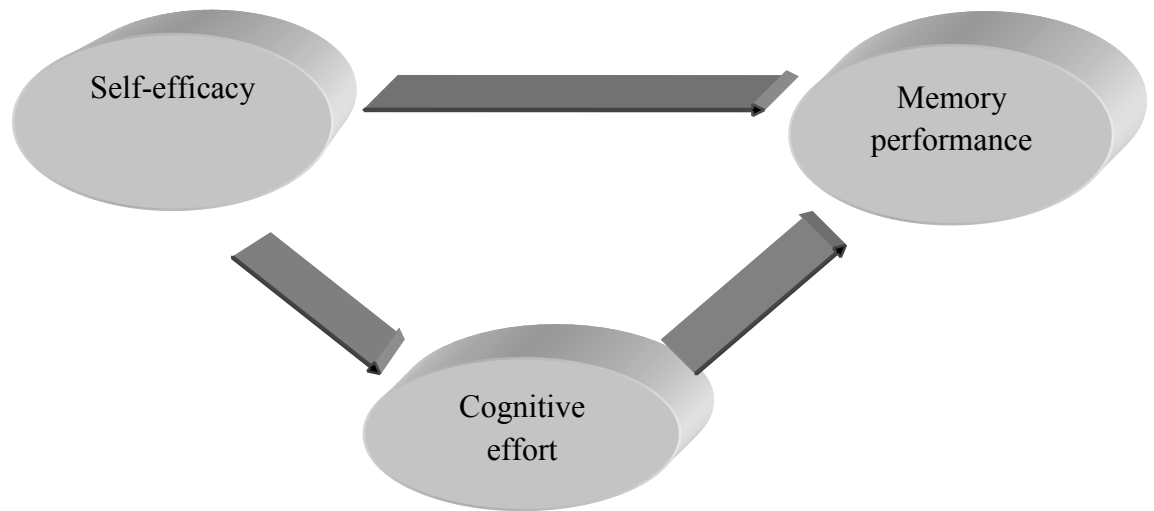 Self-efficacy
Memory
performance
Cognitive
effort